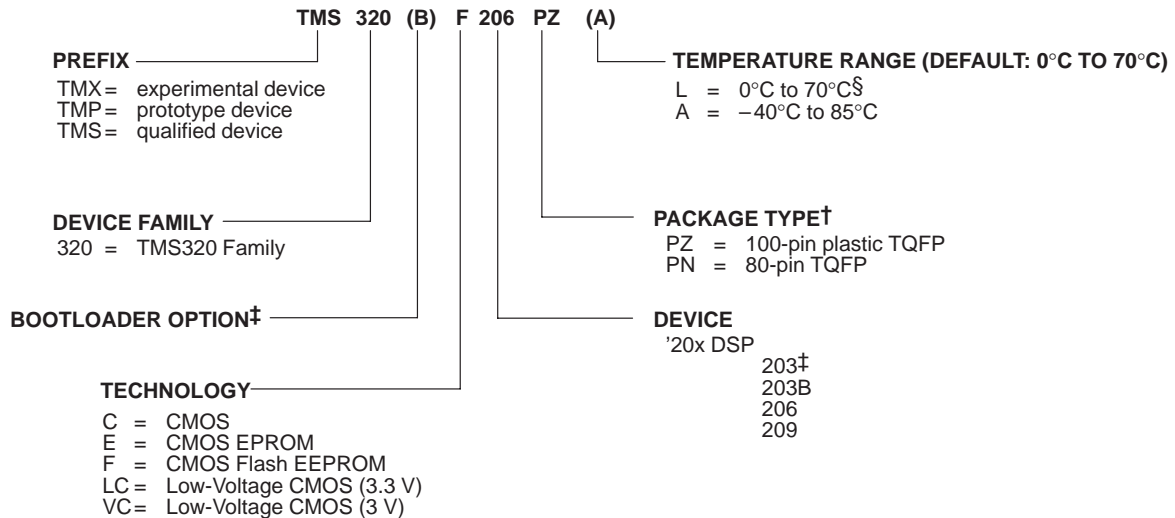 TMS 320 (B) F 206 PZ (A)
PREFIX
TMX = experimental device
TMP = prototype device
TMS = qualified device
TEMPERATURE RANGE (DEFAULT: 0°C TO 70°C)
L = 0°C to 70°C§
A = –40°C to 85°C
DEVICE FAMILY
320 = TMS320 Family
PACKAGE TYPE†
PZ = 100-pin plastic TQFP
PN = 80-pin TQFP
BOOTLOADER OPTION‡
DEVICE
’20x DSP
203‡
203B
206
209
TECHNOLOGY
C = CMOS
E = CMOS EPROM
F = CMOS Flash EEPROM
LC = Low-Voltage CMOS (3.3 V)
VC = Low-Voltage CMOS (3 V)